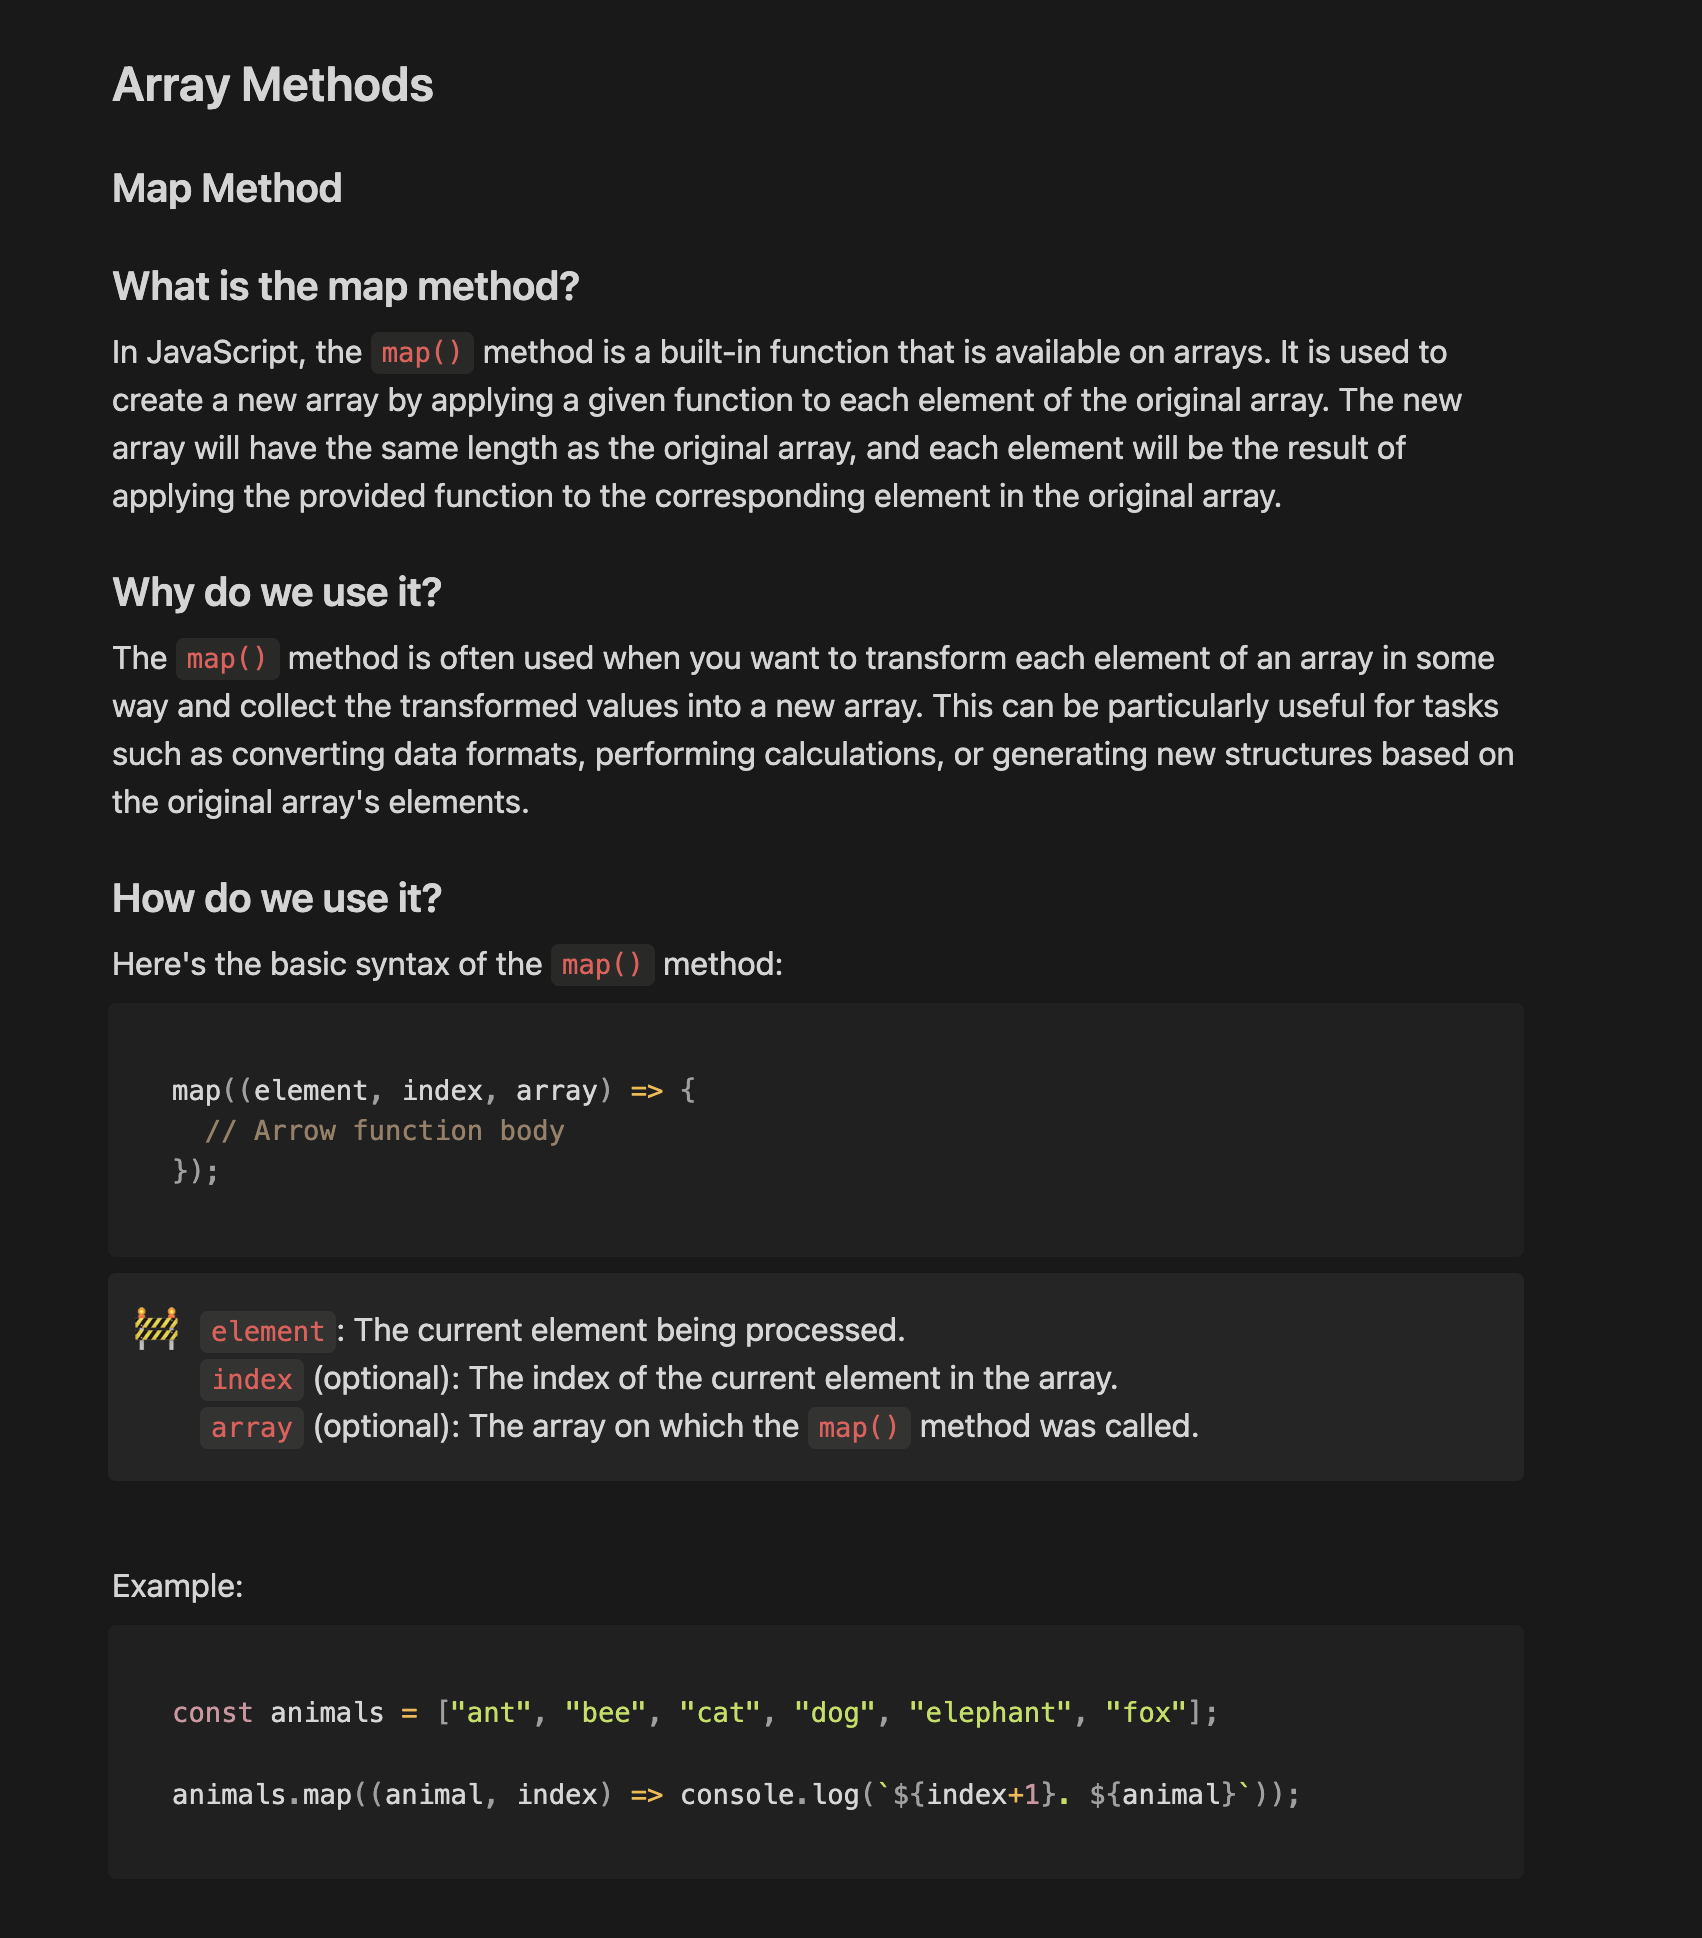 Array Methods
Map Method
What is the map method?
In JavaScript, the map() method is a built-in function that is available on arrays. It is used to
create a new array by applying a given function to each element of the original array. The new
array will have the same length as the original array, and each element will be the result of
applying the provided function to the corresponding element in the original array.
Why do we use it?
The map() method is often used when you want to transform each element of an array in some
way and collect the transformed values into a new array. This can be particularly useful for tasks
such as converting data formats, performing calculations, or generating new structures based on
the original array's elements.
How do we use it?
Here's the basic syntax of the map() method:
map((element, index, array) => {
  // Arrow function body
});
element: The current element being processed.
index (optional): The index of the current element in the array.
array (optional): The array on which the map() method was called.
Example:
const animals = ["ant", "bee", "cat", "dog", "elephant", "fox"];
animals.map((animal, index) => console.log(`${index+1}. ${animal}`));